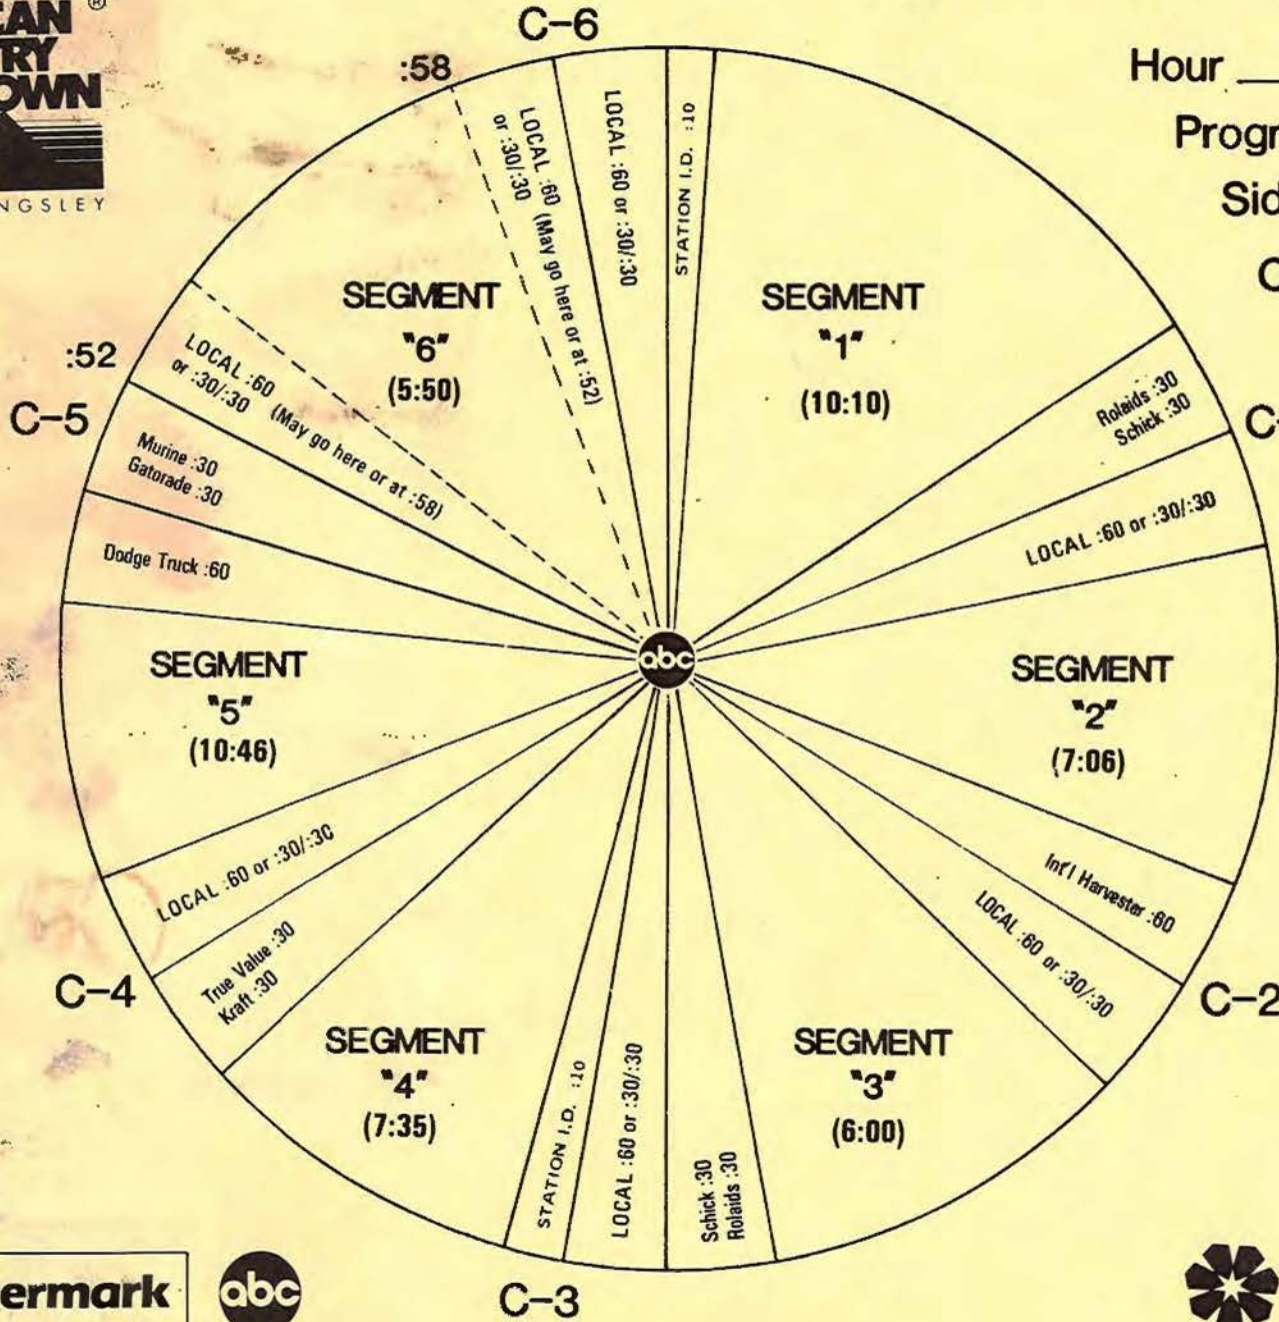 ®
C-6
:58
Hour
NGSLEY
LOCAL :60 (May go here or at :52)
or :30/:30
LOCAL :60 or :30/:30
STATION I.D. :10
SEGMENT
"6"
(5:50)
SEGMENT
"1"
(10:10)
:52
C-5
LOCAL :60
or :30/:30 (May go here or at :58)
Rolaids :30
Schick :30
Murine :30
Gatorade :30
LOCAL :60 or :30/:30
Dodge Truck :60
abc
SEGMENT
"5"
(10:46)
SEGMENT
"2"
(7:06)
LOCAL :60 or :30/:30
Int'l Harvester :60
LOCAL :60 or :30/:30
C-4
True Value :30
Kraft :30
C-2
SEGMENT
"4"
(7:35)
SEGMENT
"3"
(6:00)
STATION I.D. :10
LOCAL :60 or :30/:30
Schick :30
Rolaids :30
ermark
abc
C-3